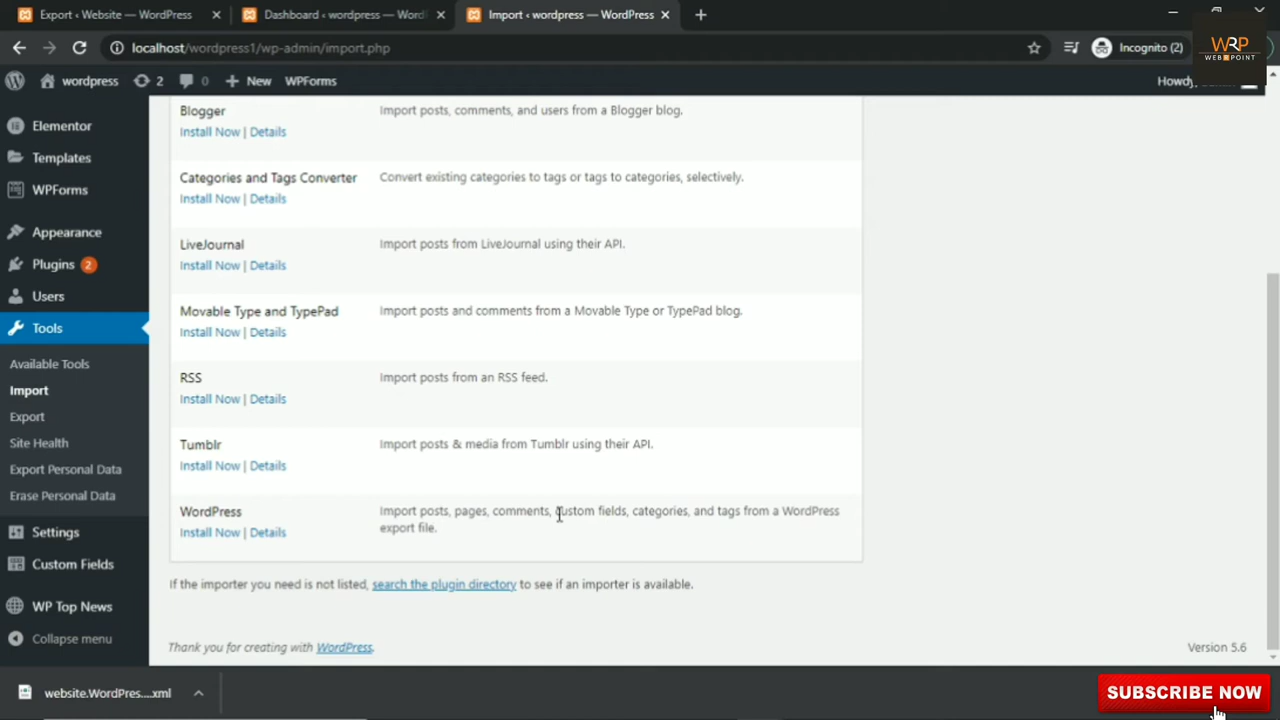 Export ‹ Website — WordPress
Dashboard ‹ wordpress — Word
Import ‹ wordpress — WordPress
localhost/wordpress1/wp-admin/import.php
Incognito (2)
WRP
WEB POINT
wordpress
2
0
New
WPForms
Howdy,
Elementor
Templates
WPForms
Appearance
Plugins 2
Users
Tools
Available Tools
Import
Export
Site Health
Export Personal Data
Erase Personal Data
Settings
Custom Fields
WP Top News
Collapse menu
Blogger
Import posts, comments, and users from a Blogger blog.
Install Now | Details
Categories and Tags Converter
Convert existing categories to tags or tags to categories, selectively.
Install Now | Details
LiveJournal
Import posts from LiveJournal using their API.
Install Now | Details
Movable Type and TypePad
Import posts and comments from a Movable Type or TypePad blog.
Install Now | Details
RSS
Import posts from an RSS feed.
Install Now | Details
Tumblr
Import posts & media from Tumblr using their API.
Install Now | Details
WordPress
Import posts, pages, comments, custom fields, categories, and tags from a WordPress
export file.
Install Now | Details
If the importer you need is not listed, search the plugin directory to see if an importer is available.
Thank you for creating with WordPress.
Version 5.6
website.WordPres....xml
SUBSCRIBE NOW